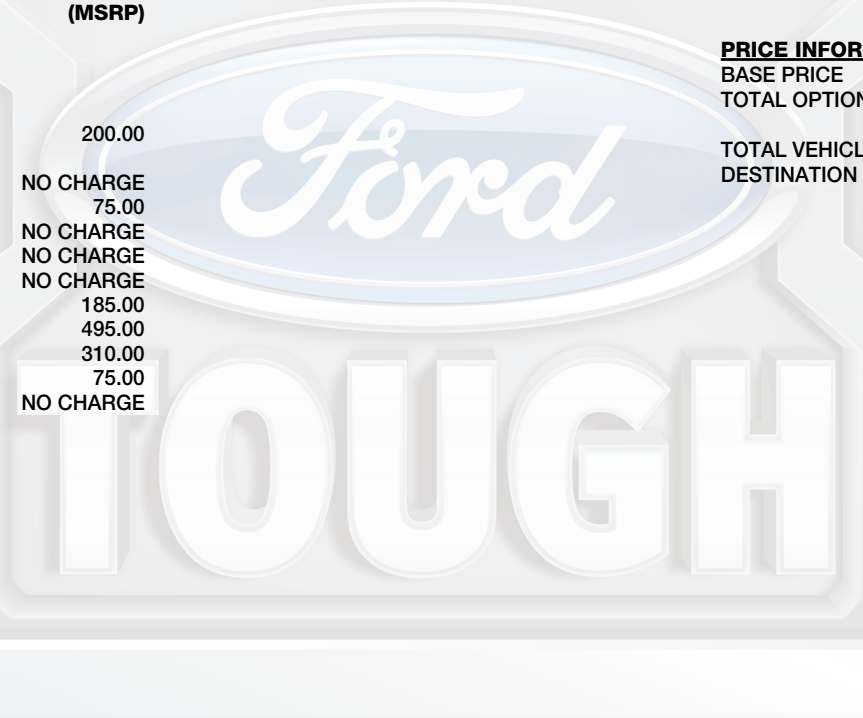 (MSRP)
200.00
NO CHARGE
75.00
NO CHARGE
NO CHARGE
NO CHARGE
185.00
495.00
310.00
75.00
NO CHARGE
PRICE INFOR
BASE PRICE
TOTAL OPTION
TOTAL VEHICL
DESTINATION
Ford
TOUGH